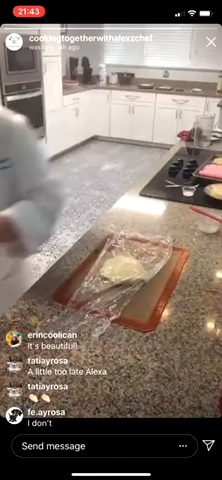 21:43
cookingtogetherwithalexzchef
erincoolican
It's beautiful!
tatiayrosa
A little too late Alexa
tatiayrosa
fe.ayrosa
I don't
Send message